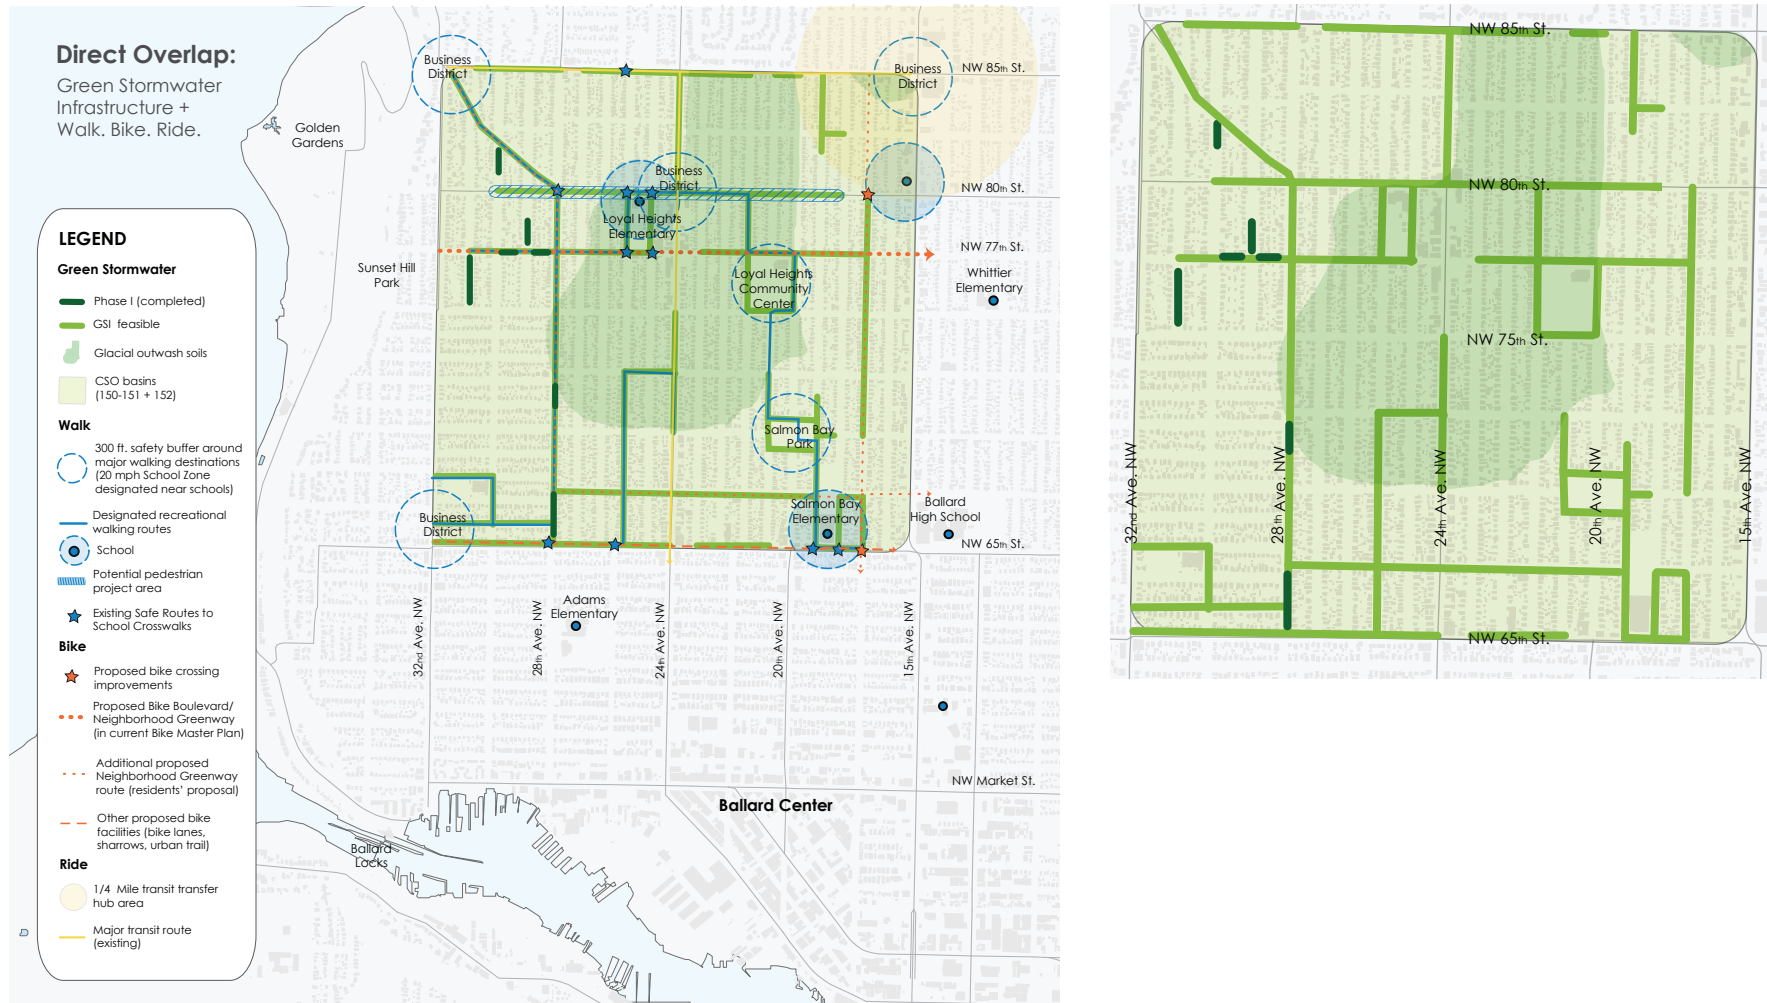 Direct Overlap:
Green Stormwater
Infrastructure +
Walk. Bike. Ride.
LEGEND
Green Stormwater
Phase I (completed)
GSI feasible
Glacial outwash soils
CSO basins
(150-151 + 152)
Walk
300 ft. safety buffer around
major walking destinations
(20 mph School Zone
designated near schools)
Designated recreational
walking routes
School
Potential pedestrian
project area
Existing Safe Routes to
School Crosswalks
Bike
Proposed bike crossing
improvements
Proposed Bike Boulevard/
Neighborhood Greenway
(in current Bike Master Plan)
Additional proposed
Neighborhood Greenway
route (residents' proposal)
Other proposed bike
facilities (bike lanes,
sharrows, urban trail)
Ride
1/4 Mile transit transfer
hub area
Major transit route
(existing)
Golden
Gardens
Sunset Hill
Park
Business
District
Business
District
NW 85th St.
Business
District
NW 80th St.
Loyal Heights
Elementary
NW 77th St.
Loyal Heights
Community
Center
Whittier
Elementary
Salmon Bay
Park
Business
District
Salmon Bay
Elementary
Ballard
High School
NW 65th St.
Adams
Elementary
32nd Ave. NW
28th Ave. NW
24th Ave. NW
20th Ave. NW
15th Ave. NW
NW Market St.
Ballard Center
Ballard
Locks
NW 85th St.
NW 80th St.
NW 75th St.
32nd Ave. NW
28th Ave. NW
24th Ave. NW
20th Ave. NW
15th Ave. NW
NW 65th St.